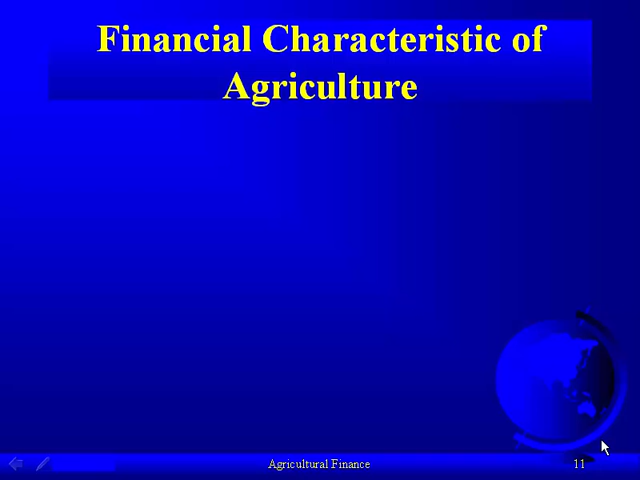 Financial Characteristic of
Agriculture
Agricultural Finance
11